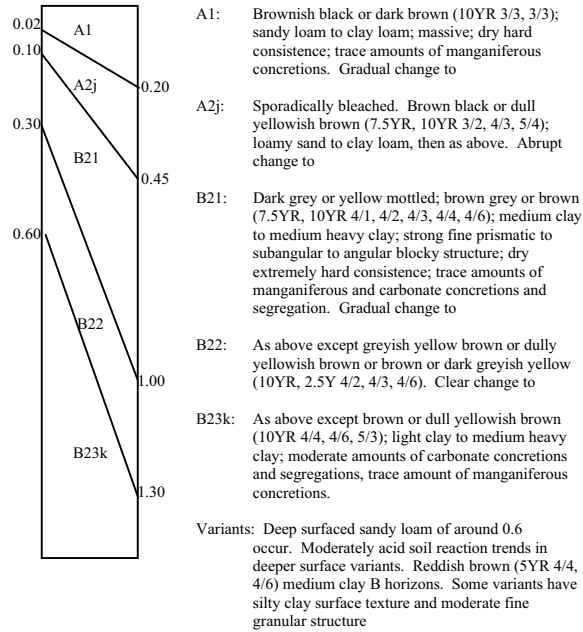 0.02
A1
0.10
A2j
0.20
0.30
B21
0.45
0.60
B22
1.00
B23k
1.30
A1: Brownish black or dark brown (10YR 3/3, 3/3);
sandy loam to clay loam; massive; dry hard
consistence; trace amounts of manganiferous
concretions. Gradual change to
A2j: Sporadically bleached. Brown black or dull
yellowish brown (7.5YR, 10YR 3/2, 4/3, 5/4);
loamy sand to clay loam, then as above. Abrupt
change to
B21: Dark grey or yellow mottled; brown grey or brown
(7.5YR, 10YR 4/1, 4/2, 4/3, 4/4, 4/6); medium clay
to medium heavy clay; strong fine prismatic to
subangular to angular blocky structure; dry
extremely hard consistence; trace amounts of
manganiferous and carbonate concretions and
segregation. Gradual change to
B22: As above except greyish yellow brown or dully
yellowish brown or brown or dark greyish yellow
(10YR, 2.5Y 4/2, 4/3, 4/6). Clear change to
B23k: As above except brown or dull yellowish brown
(10YR 4/4, 4/6, 5/3); light clay to medium heavy
clay; moderate amounts of carbonate concretions
and segregations, trace amount of manganiferous
concretions.
Variants: Deep surfaced sandy loam of around 0.6
occur. Moderately acid soil reaction trends in
deeper surface variants. Reddish brown (5YR 4/4,
4/6) medium clay B horizons. Some variants have
silty clay surface texture and moderate fine
granular structure